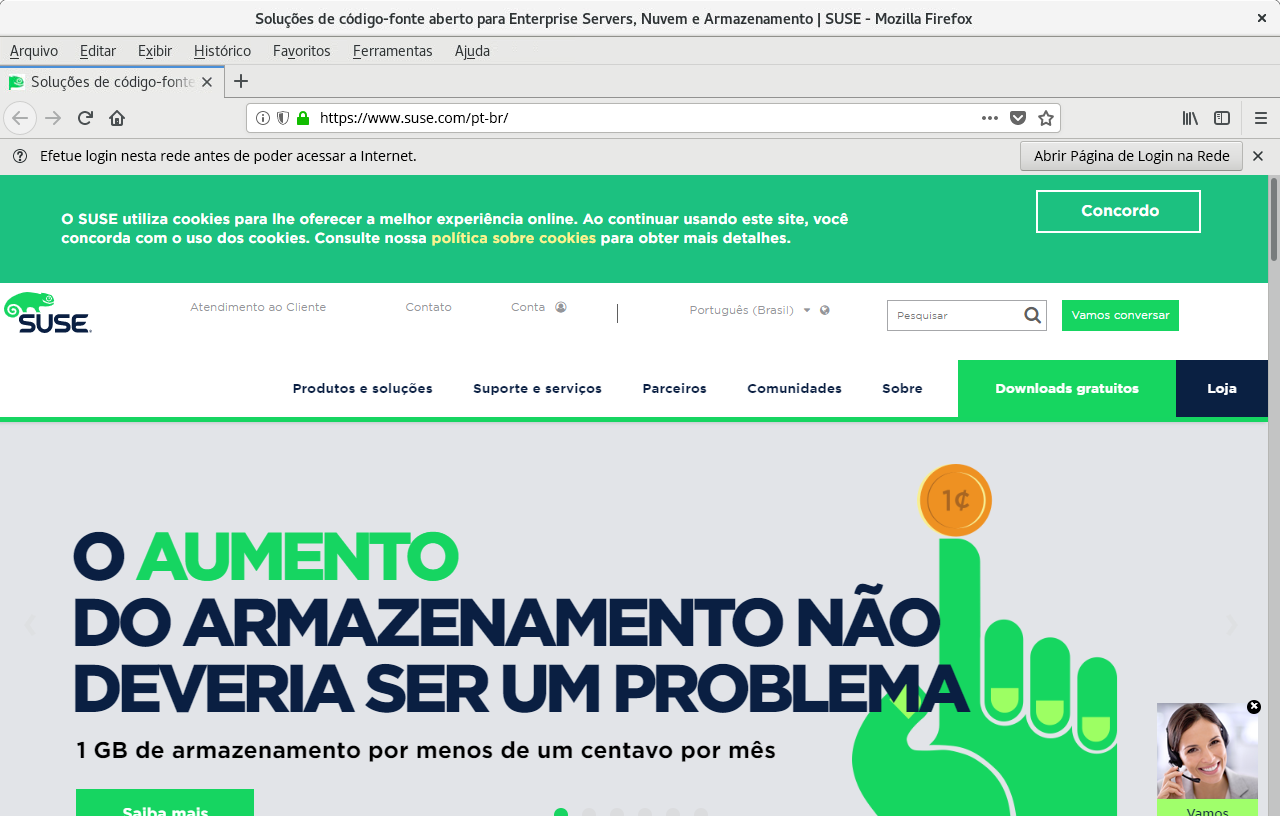 Soluções de código-fonte aberto para Enterprise Servers, Nuvem e Armazenamento | SUSE - Mozilla Firefox
Arquivo Editar Exibir Histórico Favoritos Ferramentas Ajuda
Soluções de código-fonte
https://www.suse.com/pt-br/
Efetue login nesta rede antes de poder acessar a Internet. Abrir Página de Login na Rede
O SUSE utiliza cookies para lhe oferecer a melhor experiência online. Ao continuar usando este site, você
concorda com o uso dos cookies. Consulte nossa política sobre cookies para obter mais detalhes.
Concordo
SUSE
Atendimento ao Cliente Contato Conta | Português (Brasil) Pesquisar Vamos conversar
Produtos e soluções Suporte e serviços Parceiros Comunidades Sobre Downloads gratuitos Loja
1¢
O AUMENTO
DO ARMAZENAMENTO NÃO
DEVERIA SER UM PROBLEMA
1 GB de armazenamento por menos de um centavo por mês
Saiba mais
Vamos